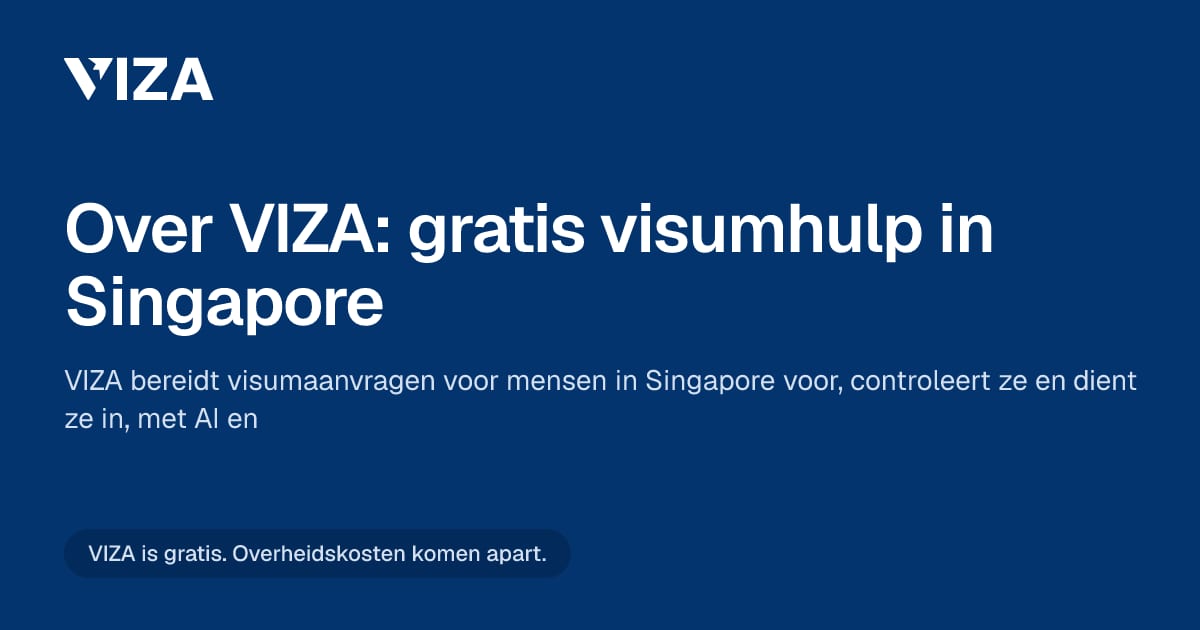 VIZA
Over VIZA: gratis visumhulp in
Singapore
VIZA bereidt visumaanvragen voor mensen in Singapore voor, controleert ze en dient
ze in, met AI en
VIZA is gratis. Overheidskosten komen apart.